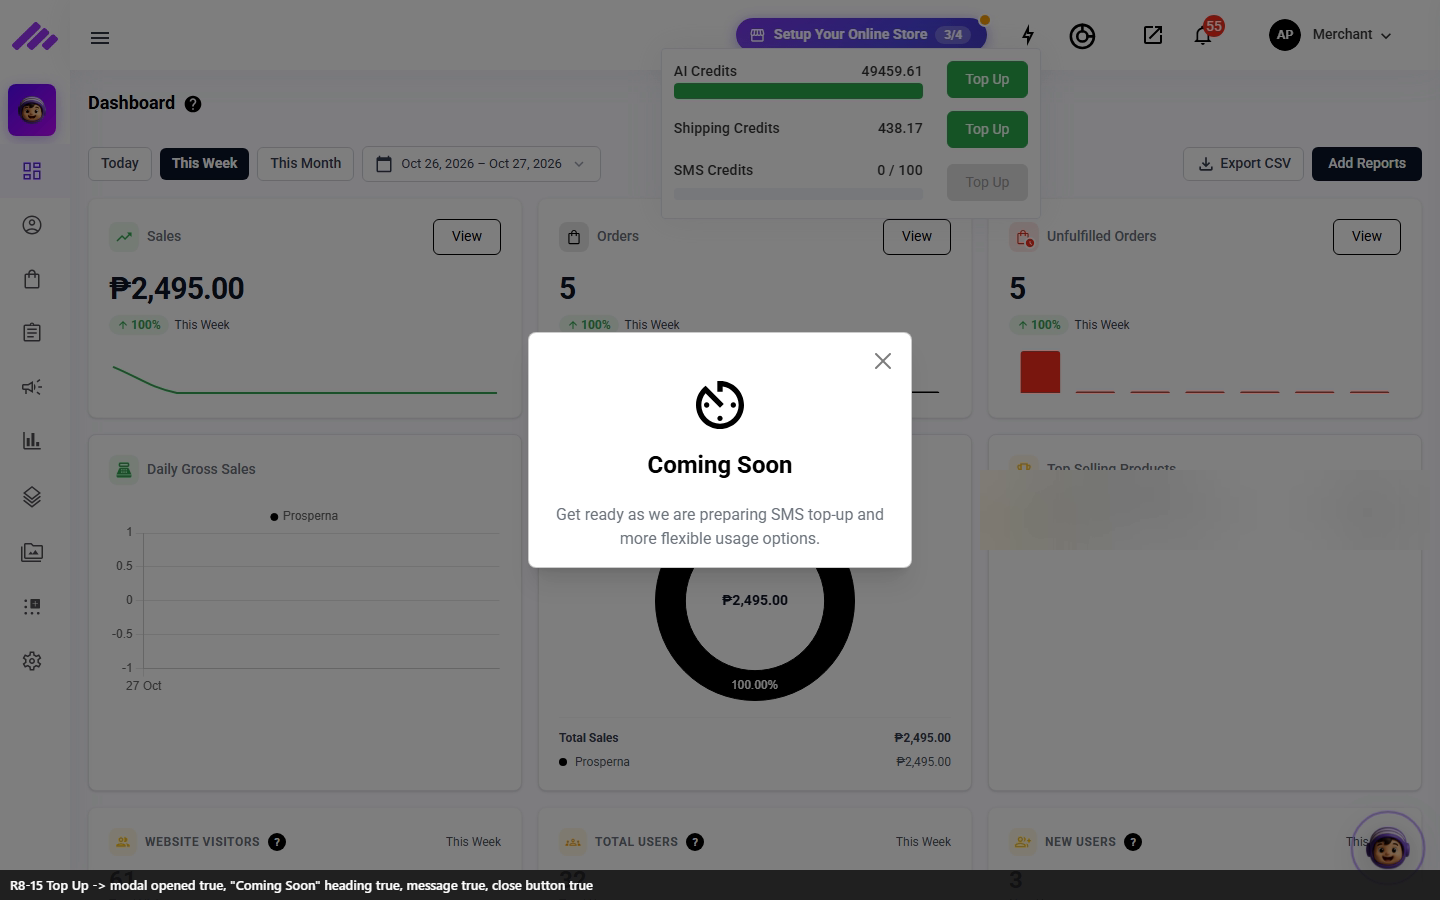 Setup Your Online Store 3/4
55
AP Merchant
AI Credits 49459.61 Top Up
Shipping Credits 438.17 Top Up
SMS Credits 0 / 100 Top Up
Dashboard ?
Today This Week This Month Oct 26, 2026 – Oct 27, 2026 Export CSV Add Reports
Sales View
₱2,495.00
100% This Week
Orders View
5
100% This Week
Unfulfilled Orders View
5
100% This Week
Coming Soon
Get ready as we are preparing SMS top-up and
more flexible usage options.
Daily Gross Sales
Prosperna
1
0.5
0
-0.5
-1
27 Oct
₱2,495.00
100.00%
Total Sales ₱2,495.00
Prosperna ₱2,495.00
Top Selling Products
WEBSITE VISITORS ? This Week
61
TOTAL USERS ? This Week
32
NEW USERS ? This
3
R8-15 Top Up -> modal opened true, "Coming Soon" heading true, message true, close button true